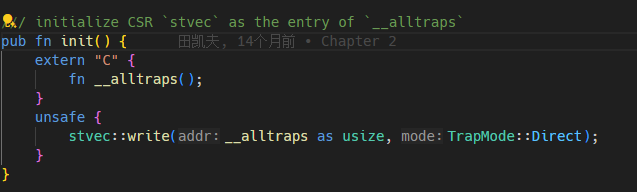 /// initialize CSR `stvec` as the entry of `__alltraps`
pub fn init() {    田凯夫, 14个月前 • Chapter 2
    extern "C" {
        fn __alltraps();
    }
    unsafe {
        stvec::write(addr: __alltraps as usize, mode: TrapMode::Direct);
    }
}